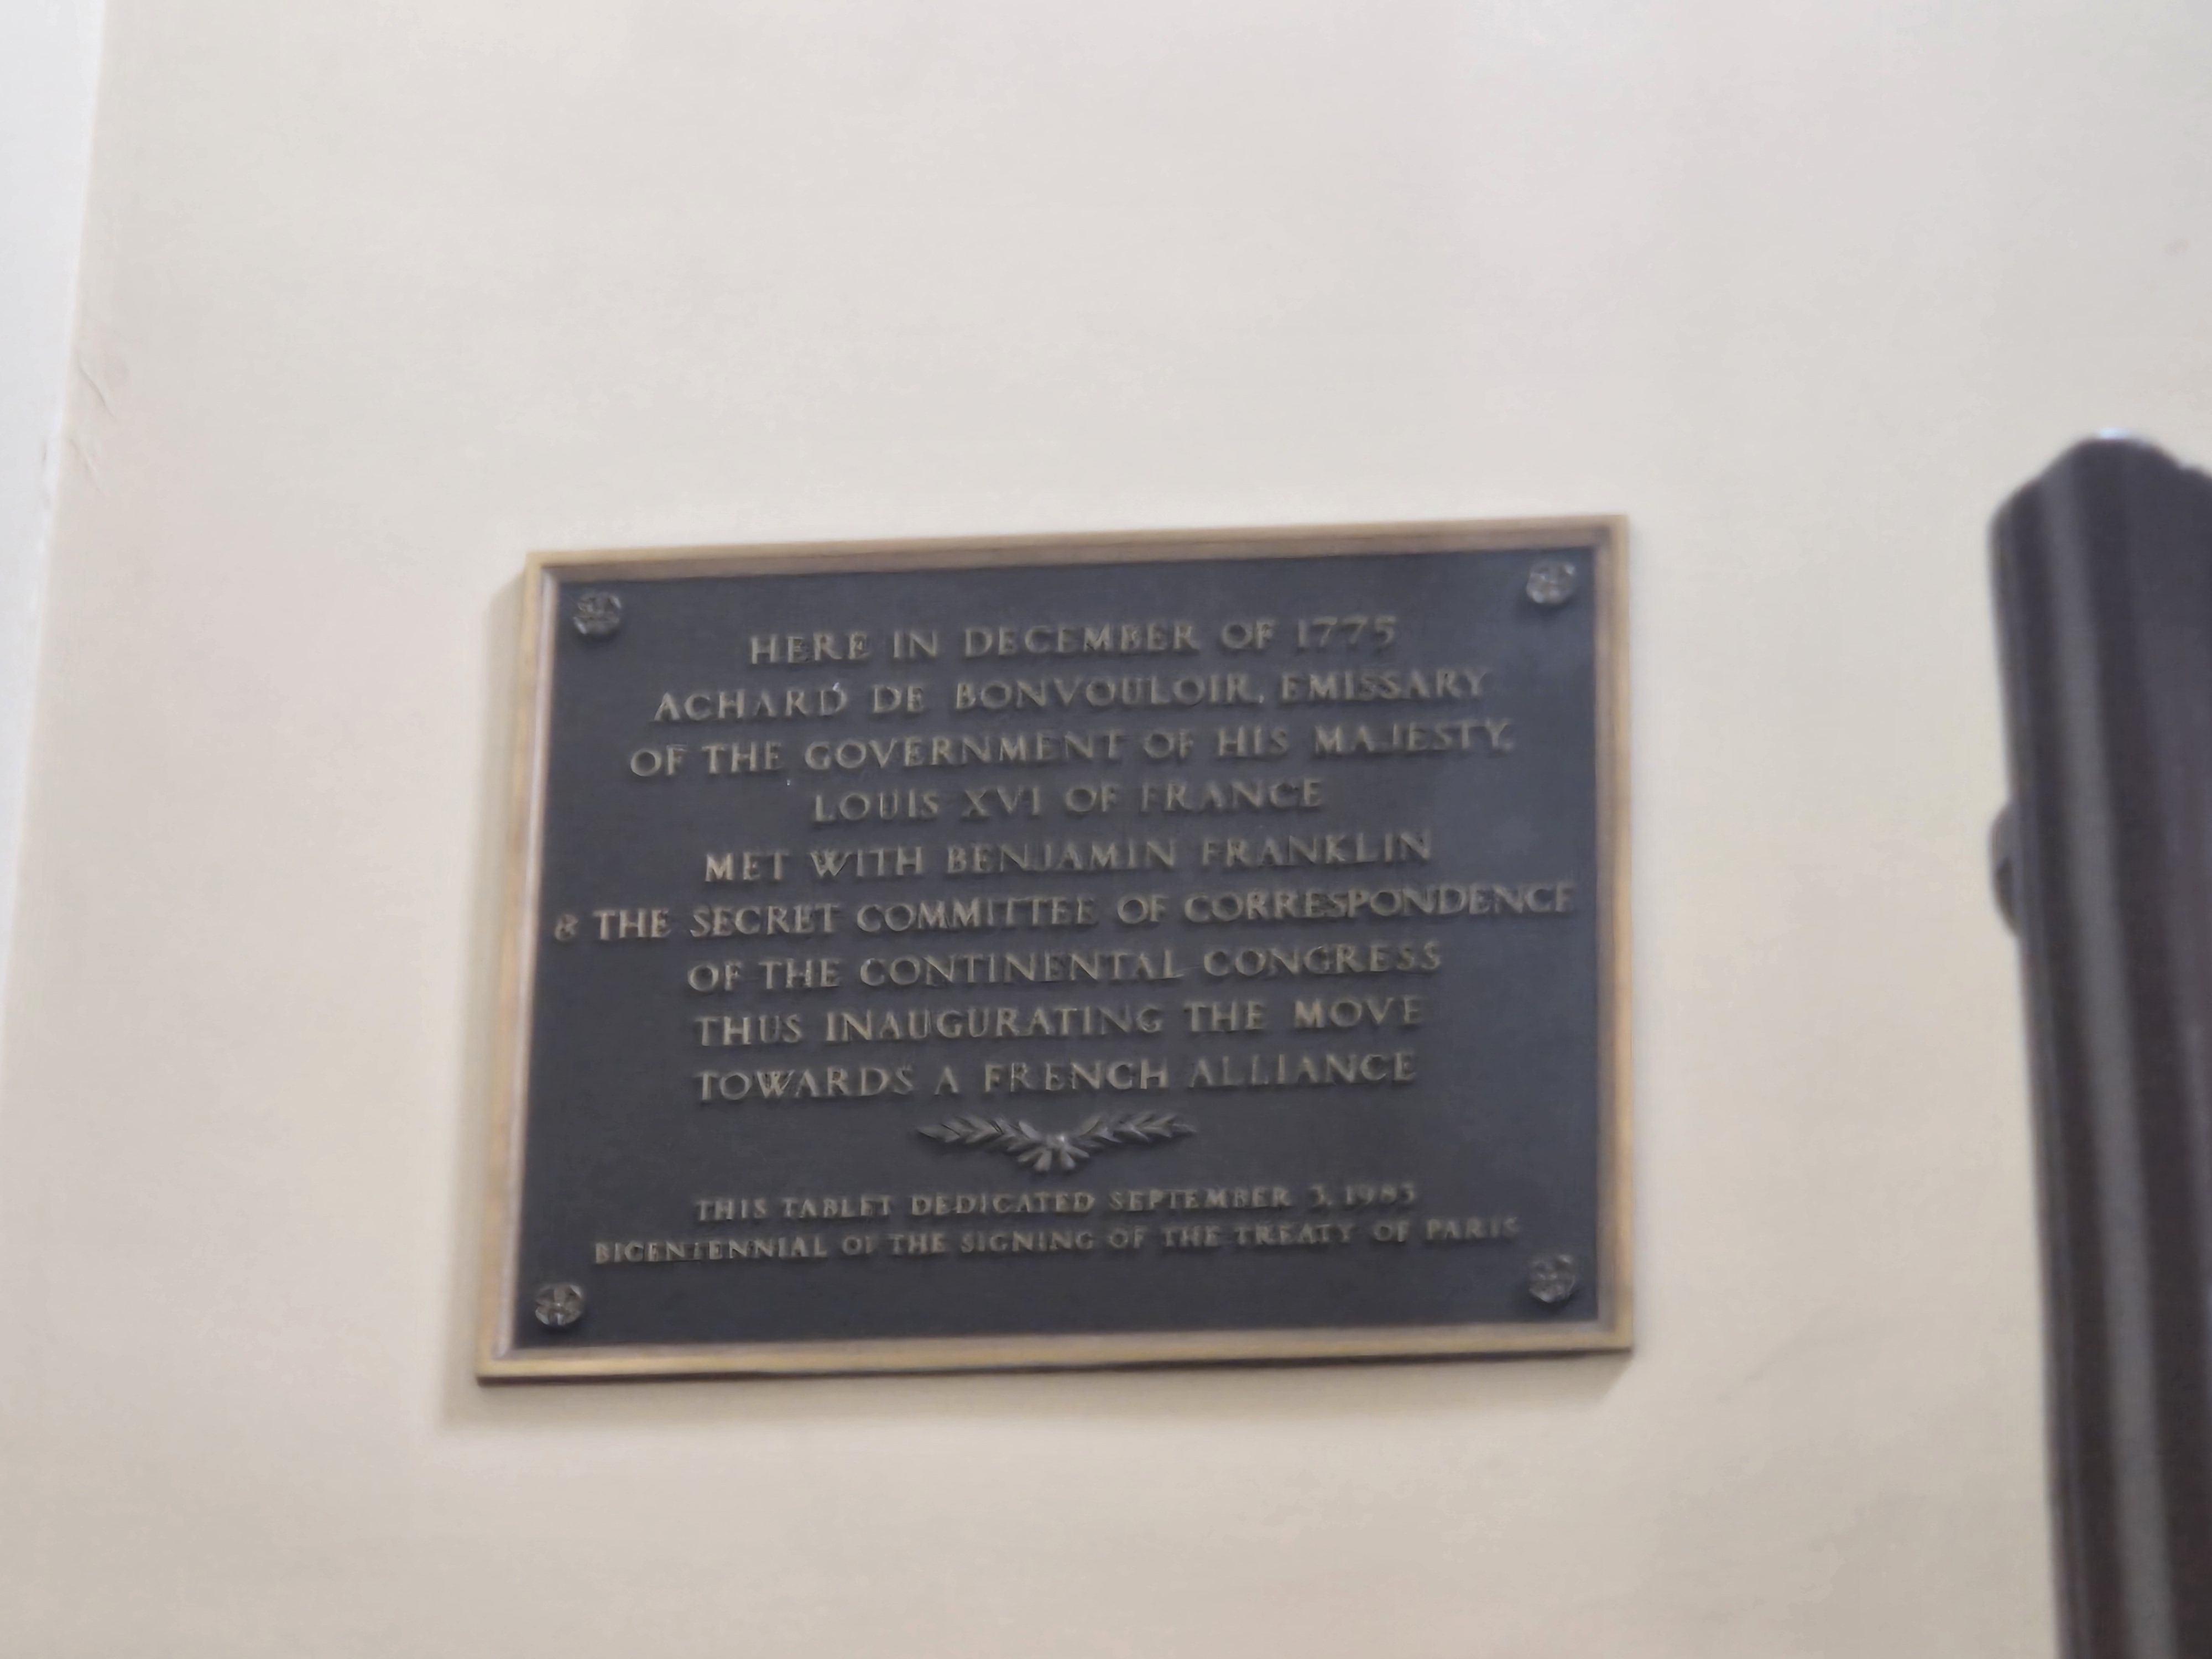 HERE IN DECEMBER OF 1775
ACHARD DE BONVOULOIR, EMISSARY
OF THE GOVERNMENT OF HIS MAJESTY,
LOUIS XVI OF FRANCE
MET WITH BENJAMIN FRANKLIN
& THE SECRET COMMITTEE OF CORRESPONDENCE
OF THE CONTINENTAL CONGRESS
THUS INAUGURATING THE MOVE
TOWARDS A FRENCH ALLIANCE
THIS TABLET DEDICATED SEPTEMBER 3, 1983
BICENTENNIAL OF THE SIGNING OF THE TREATY OF PARIS